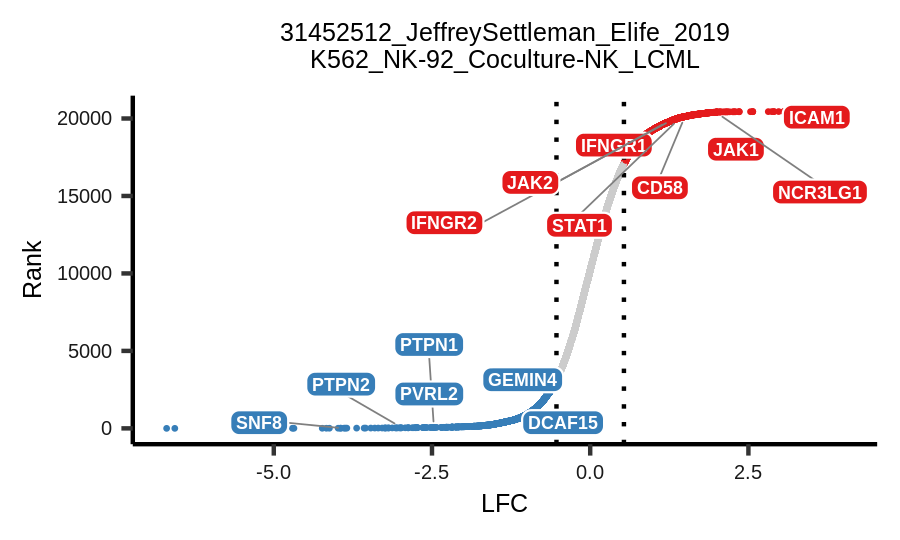 31452512_JeffreySettleman_Elife_2019
K562_NK-92_Coculture-NK_LCML
20000
15000
10000
5000
0
Rank
ICAM1
IFNGR1
JAK1
JAK2
CD58
NCR3LG1
IFNGR2
STAT1
PTPN1
PTPN2
GEMIN4
PVRL2
SNF8
DCAF15
-5.0
-2.5
0.0
2.5
LFC